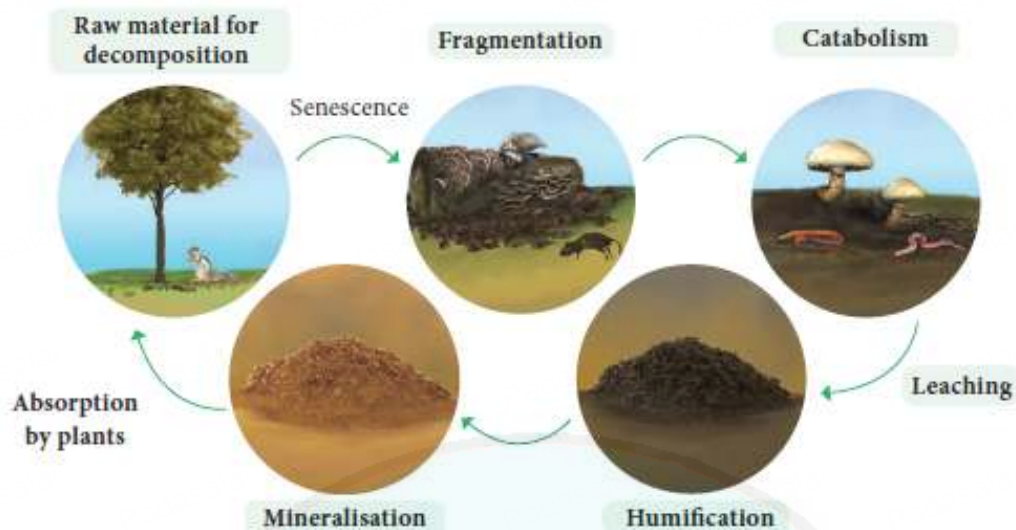 Raw material for
decomposition
Senescence
Fragmentation
Catabolism
Leaching
Humification
Mineralisation
Absorption
by plants